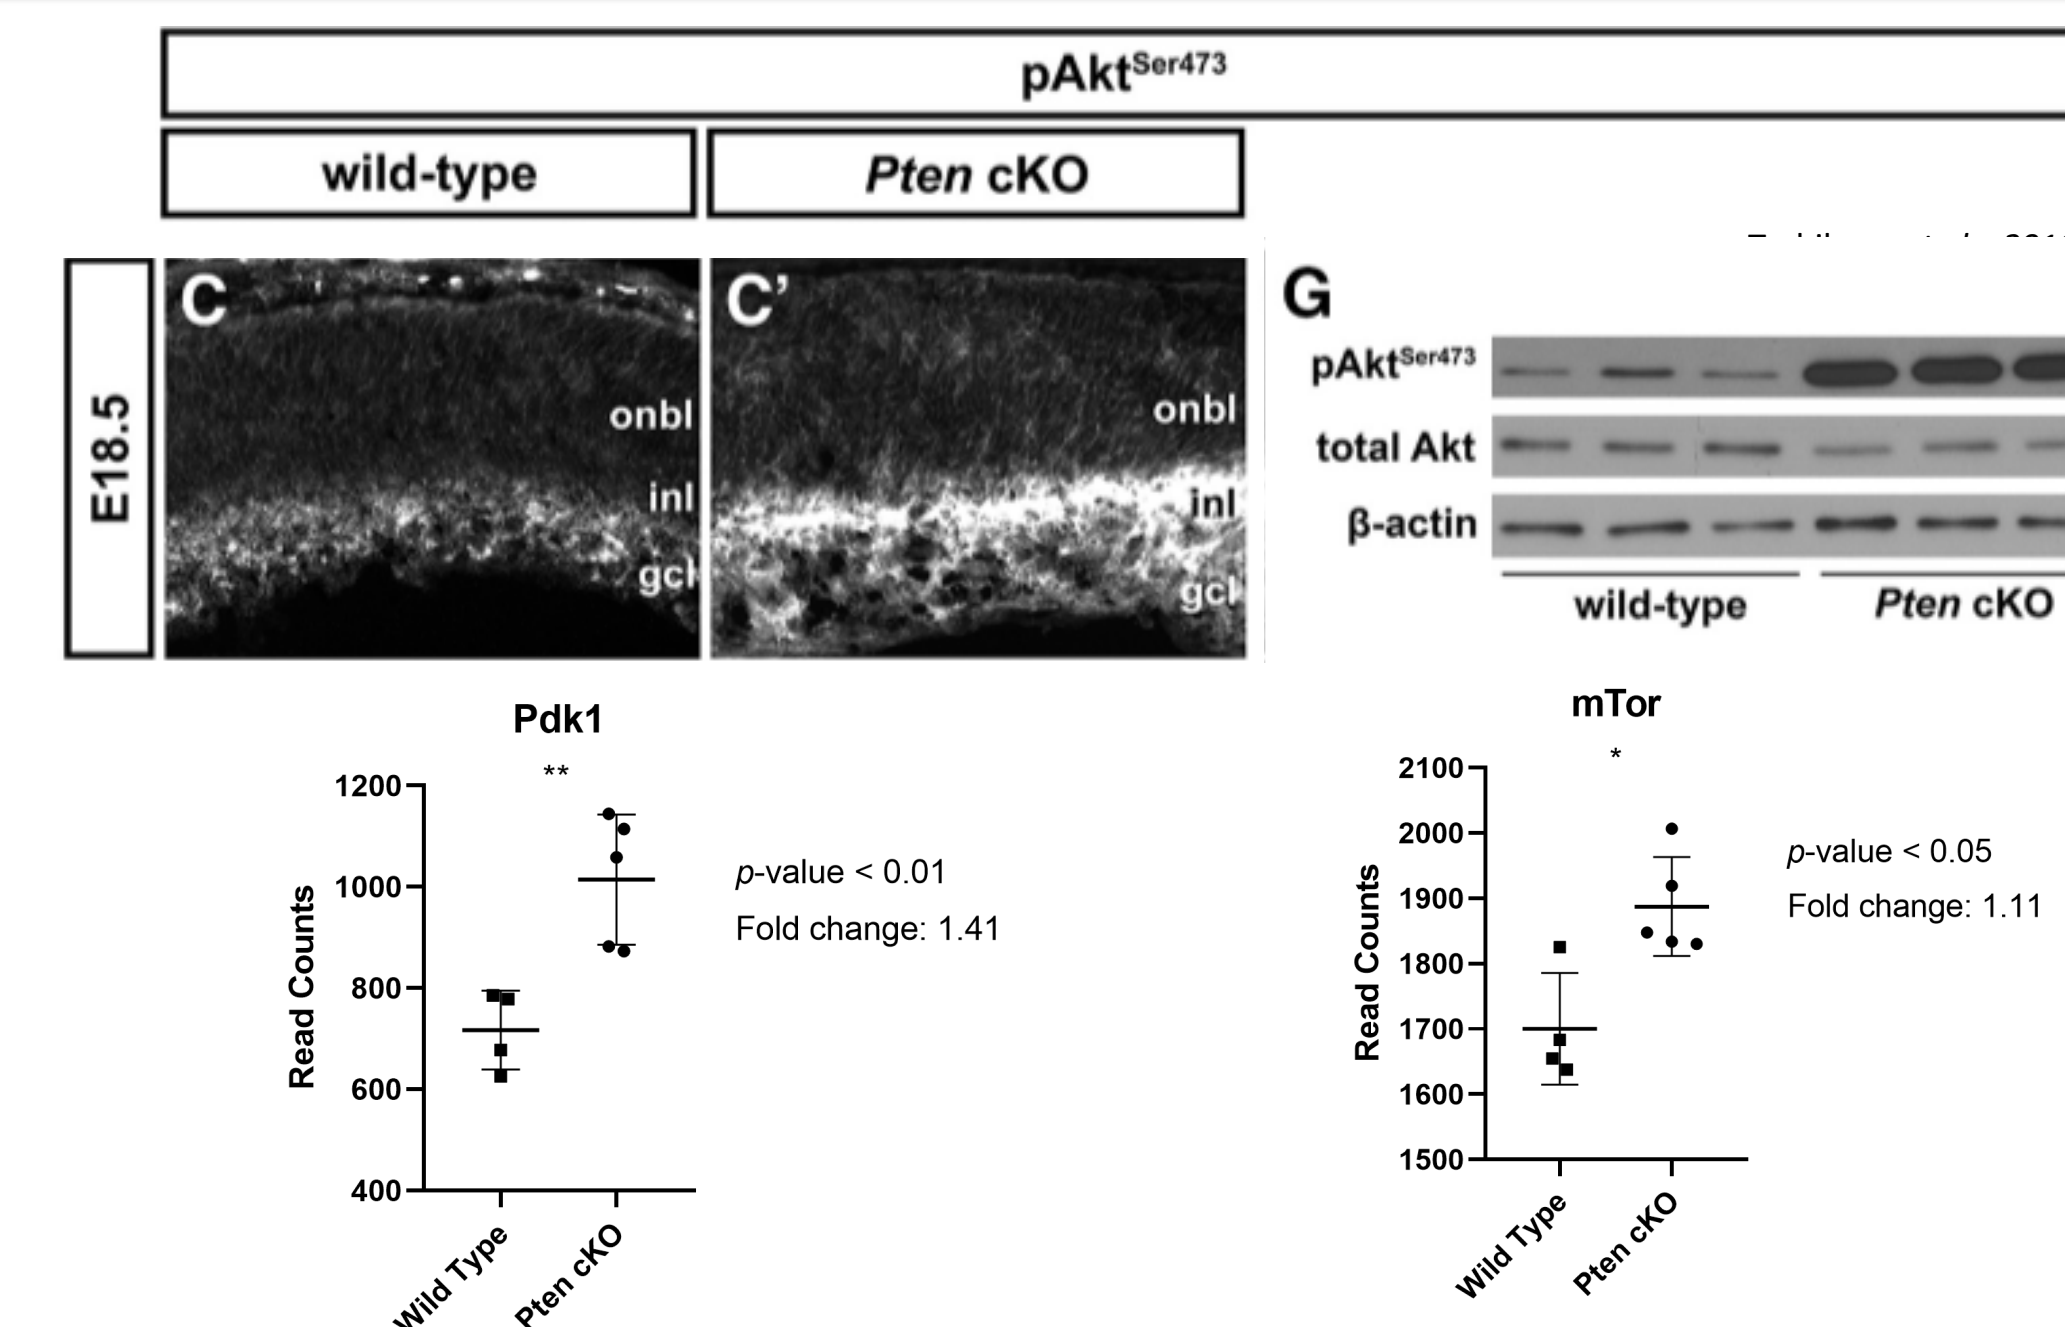 pAktSer473
wild-type
Pten cKO
E18.5
C
onbl
inl
gcl
C’
onbl
inl
gcl
G
pAktSer473
total Akt
β-actin
wild-type
Pten cKO
Pdk1
**
1200
1000
800
600
400
Read Counts
Wild Type
Pten cKO
p-value < 0.01
Fold change: 1.41
mTor
*
2100
2000
1900
1800
1700
1600
1500
Read Counts
Wild Type
Pten cKO
p-value < 0.05
Fold change: 1.11